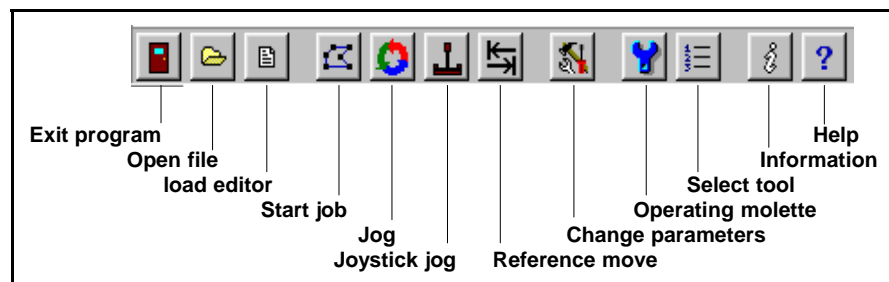 Exit program
Help
Open file
Information
load editor
Select tool
Start job
Operating molette
Jog
Change parameters
Joystick jog
Reference move